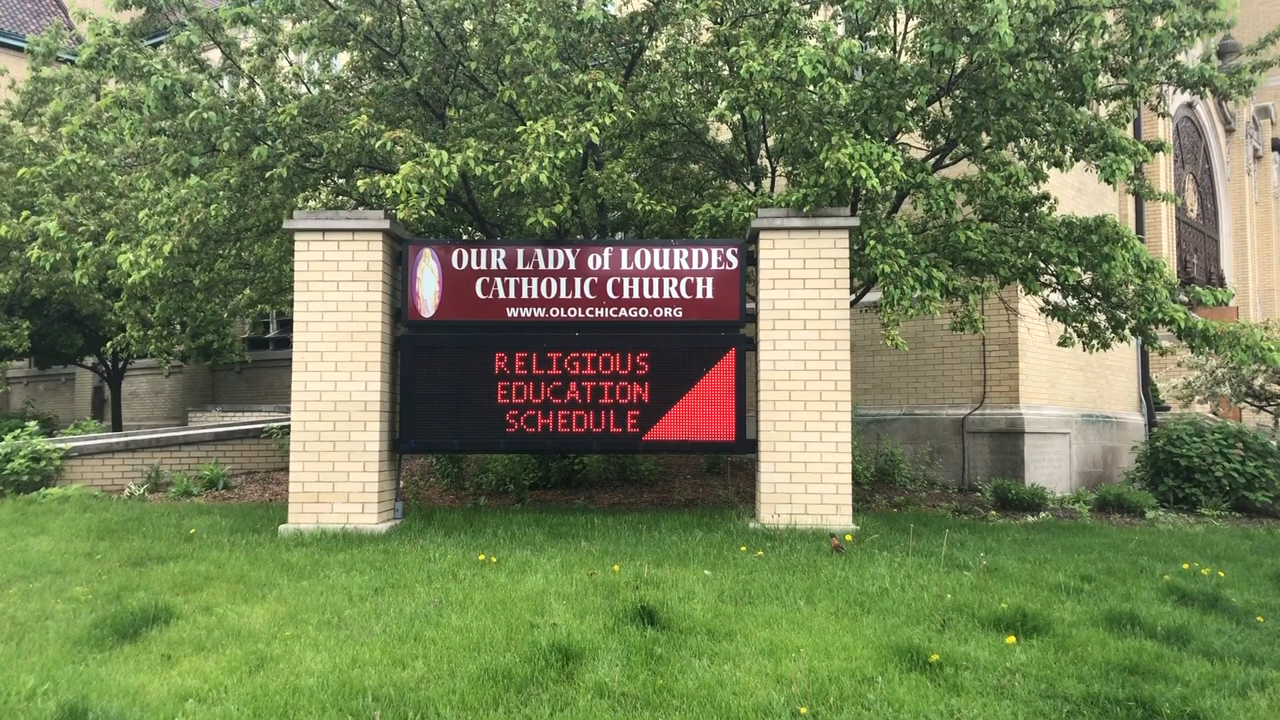 OUR LADY of LOURDES
CATHOLIC CHURCH
WWW.OLOLCHICAGO.ORG
RELIGIOUS
EDUCATION
SCHEDULE